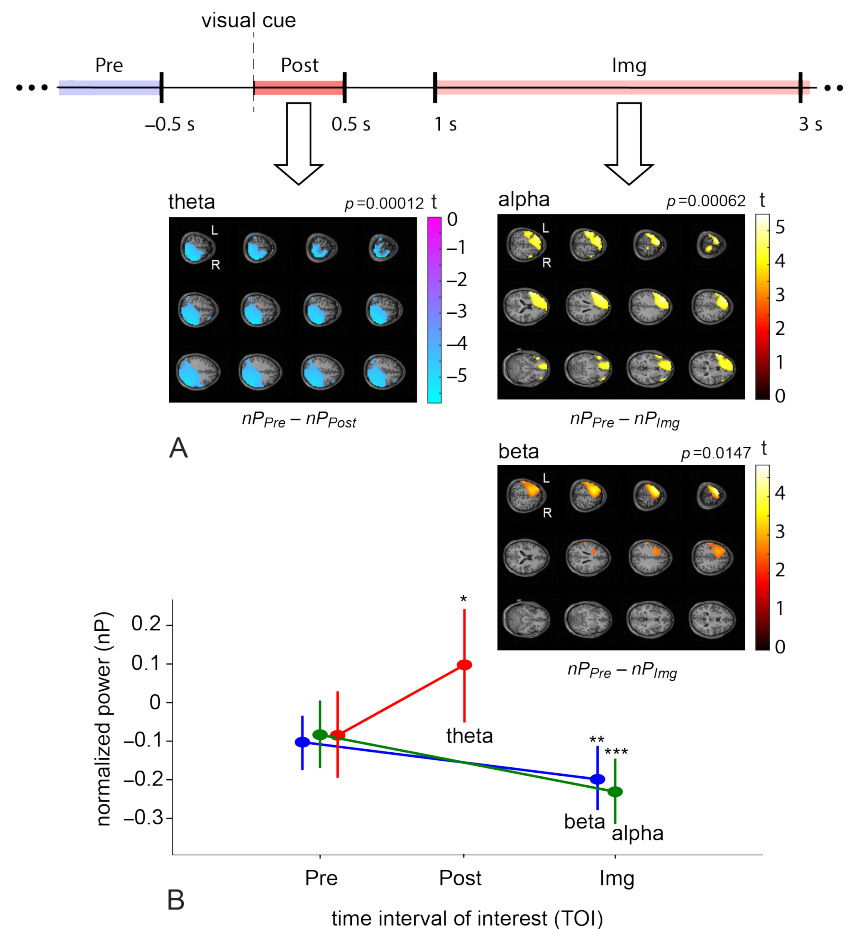 visual cue
Pre Post Img
–0.5 s 0.5 s 1 s 3 s
theta p=0.00012 t
L
R
0
–1
–2
–3
–4
–5
nPPre – nPPost
alpha p=0.00062 t
L
R
5
4
3
2
1
0
nPPre – nPImg
A
beta p=0.0147 t
L
R
4
3
2
1
0
nPPre – nPImg
normalized power (nP)
0.2
0.1
0
–0.1
–0.2
–0.3
*
theta
** ***
beta
alpha
Pre Post Img
B
time interval of interest (TOI)